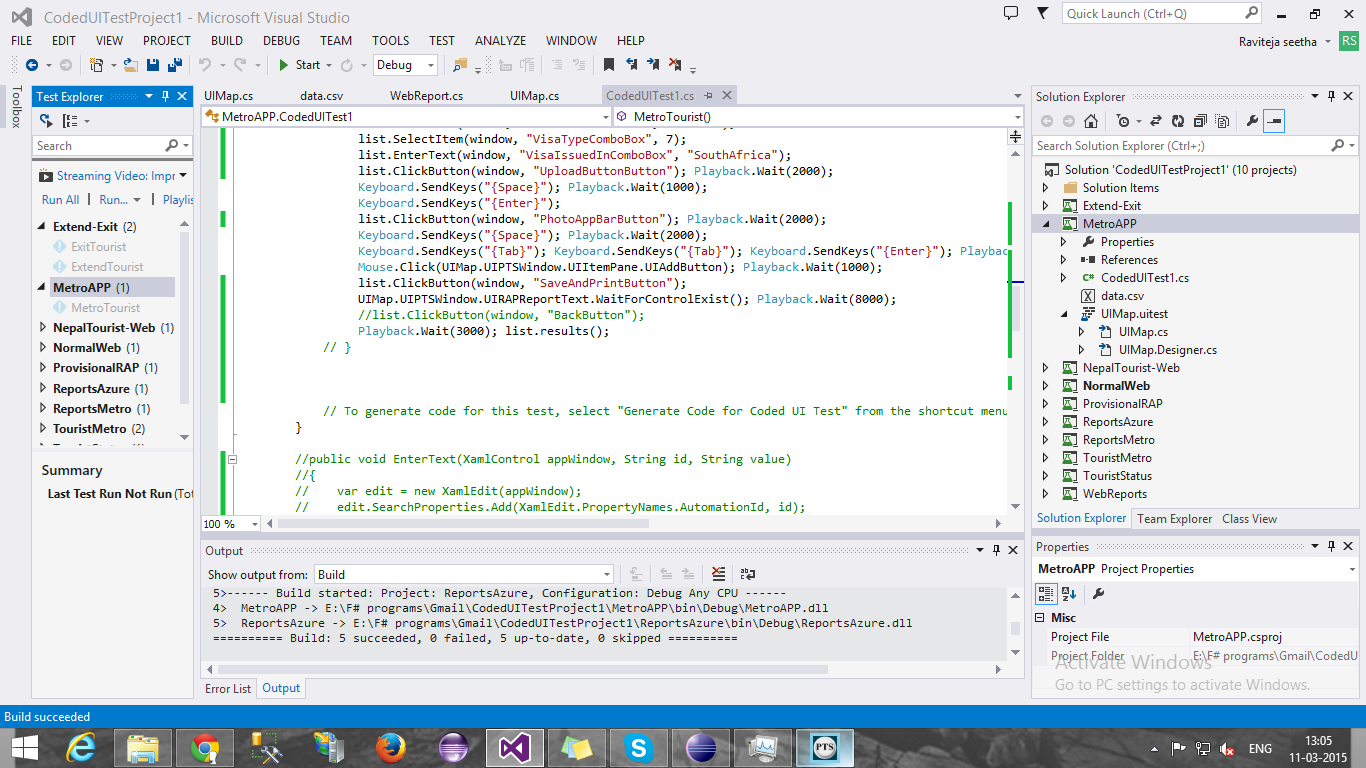 CodedUITestProject1 - Microsoft Visual Studio
Quick Launch (Ctrl+Q)
FILE EDIT VIEW PROJECT BUILD DEBUG TEAM TOOLS TEST ANALYZE WINDOW HELP
Raviteja seetha RS
Start Debug
Toolbox
Test Explorer
Search
Streaming Video: Impr
Run All | Run... | Playlis
Extend-Exit (2)
ExitTourist
ExtendTourist
MetroAPP (1)
MetroTourist
NepalTourist-Web (1)
NormalWeb (1)
ProvisionalRAP (1)
ReportsAzure (1)
ReportsMetro (1)
TouristMetro (2)
Summary
Last Test Run Not Run (Tot
UIMap.cs data.csv WebReport.cs UIMap.cs CodedUITest1.cs
MetroAPP.CodedUITest1 MetroTourist()
list.SelectItem(window, "VisaTypeComboBox", 7);
list.EnterText(window, "VisaIssuedInComboBox", "SouthAfrica");
list.ClickButton(window, "UploadButtonButton"); Playback.Wait(2000);
Keyboard.SendKeys("{Space}"); Playback.Wait(1000);
Keyboard.SendKeys("{Enter}");
list.ClickButton(window, "PhotoAppBarButton"); Playback.Wait(2000);
Keyboard.SendKeys("{Space}"); Playback.Wait(2000);
Keyboard.SendKeys("{Tab}"); Keyboard.SendKeys("{Tab}"); Keyboard.SendKeys("{Enter}"); Playbac
Mouse.Click(UIMap.UIPTSWindow.UIItemPane.UIAddButton); Playback.Wait(1000);
list.ClickButton(window, "SaveAndPrintButton");
UIMap.UIPTSWindow.UIRAPReportText.WaitForControlExist(); Playback.Wait(8000);
//list.ClickButton(window, "BackButton");
Playback.Wait(3000); list.results();
// }
// To generate code for this test, select "Generate Code for Coded UI Test" from the shortcut menu
}
//public void EnterText(XamlControl appWindow, String id, String value)
//{
// var edit = new XamlEdit(appWindow);
// edit.SearchProperties.Add(XamlEdit.PropertyNames.AutomationId, id);
100 %
Output
Show output from: Build
5>------ Build started: Project: ReportsAzure, Configuration: Debug Any CPU ------
4> MetroAPP -> E:\F# programs\Gmail\CodedUITestProject1\MetroAPP\bin\Debug\MetroAPP.dll
5> ReportsAzure -> E:\F# programs\Gmail\CodedUITestProject1\ReportsAzure\bin\Debug\ReportsAzure.dll
========== Build: 5 succeeded, 0 failed, 5 up-to-date, 0 skipped ==========
Error List Output
Solution Explorer
Search Solution Explorer (Ctrl+;)
Solution 'CodedUITestProject1' (10 projects)
Solution Items
Extend-Exit
MetroAPP
Properties
References
C# CodedUITest1.cs
data.csv
UIMap.uitest
UIMap.cs
UIMap.Designer.cs
NepalTourist-Web
NormalWeb
ProvisionalRAP
ReportsAzure
ReportsMetro
TouristMetro
TouristStatus
WebReports
Solution Explorer Team Explorer Class View
Properties
MetroAPP Project Properties
Misc
Project File MetroAPP.csproj
Project Folder E:\F# programs\Gmail\CodedU
Activate Windows
Go to PC settings to activate Windows.
Build succeeded
PTS
ENG
13:05
11-03-2015